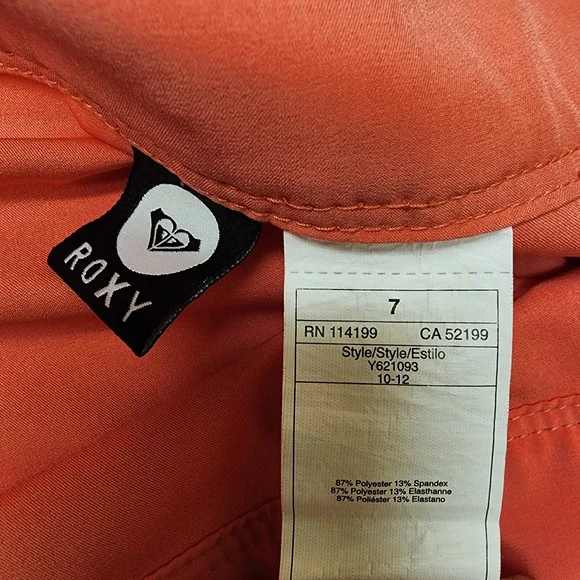 ROXY
7
RN 114199 CA 52199
Style/Style/Estilo
Y621093
10-12
87% Polyester 13% Spandex
87% Polyester 13% Elasthanne
87% Poliéster 13% Elastano